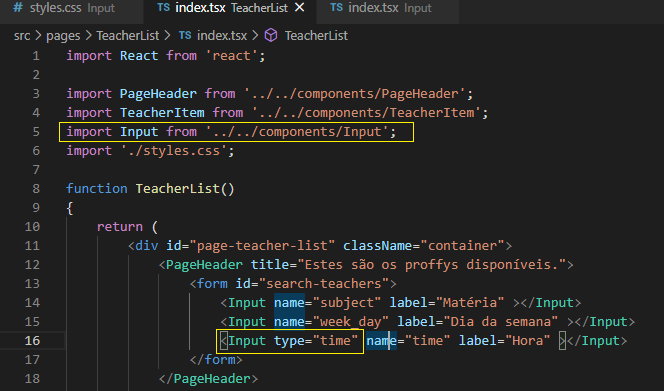 # styles.css Input TS index.tsx TeacherList X TS index.tsx Input
src > pages > TeacherList > TS index.tsx > TeacherList
1 import React from 'react';
2
3 import PageHeader from '../../components/PageHeader';
4 import TeacherItem from '../../components/TeacherItem';
5 import Input from '../../components/Input';
6 import './styles.css';
7
8 function TeacherList()
9 {
10 return (
11 <div id="page-teacher-list" className="container">
12 <PageHeader title="Estes são os proffys disponíveis.">
13 <form id="search-teachers">
14 <Input name="subject" label="Matéria" ></Input>
15 <Input name="week_day" label="Dia da semana" ></Input>
16 <Input type="time" name="time" label="Hora" ></Input>
17 </form>
18 </PageHeader>